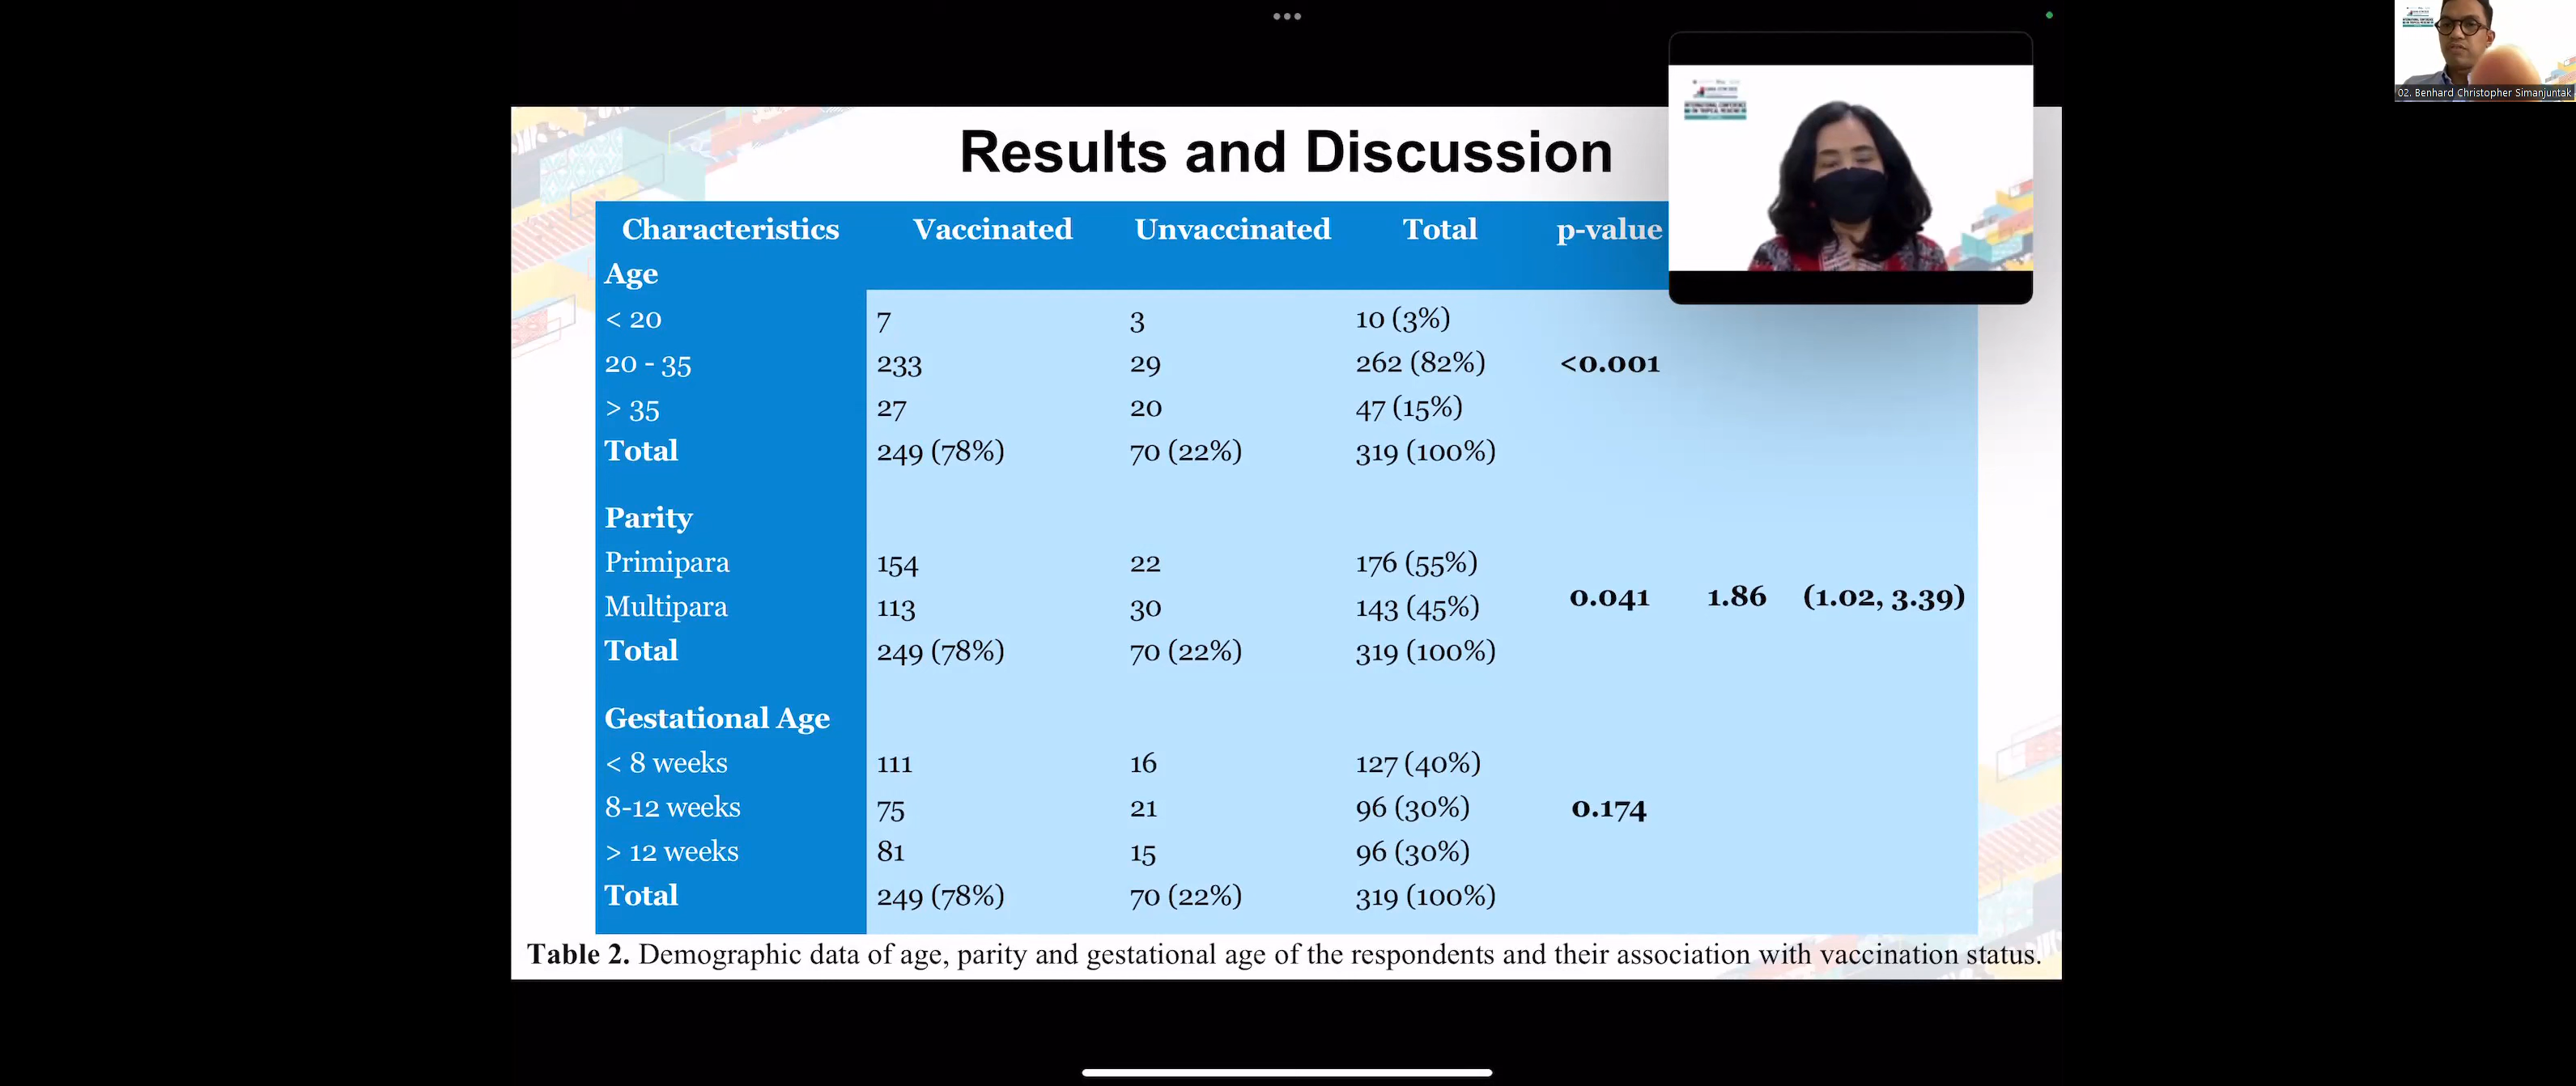 Results and Discussion
INTERNATIONAL CONFERENCE
Characteristics Vaccinated Unvaccinated Total p-value
Age
< 20 7 3 10 (3%)
20 - 35 233 29 262 (82%) <0.001
> 35 27 20 47 (15%)
Total 249 (78%) 70 (22%) 319 (100%)
Parity
Primipara 154 22 176 (55%)
0.041 1.86 (1.02, 3.39)
Multipara 113 30 143 (45%)
Total 249 (78%) 70 (22%) 319 (100%)
Gestational Age
< 8 weeks 111 16 127 (40%)
8-12 weeks 75 21 96 (30%) 0.174
> 12 weeks 81 15 96 (30%)
Total 249 (78%) 70 (22%) 319 (100%)
Table 2. Demographic data of age, parity and gestational age of the respondents and their association with vaccination status.
02. Benhard Christopher Simanjuntak